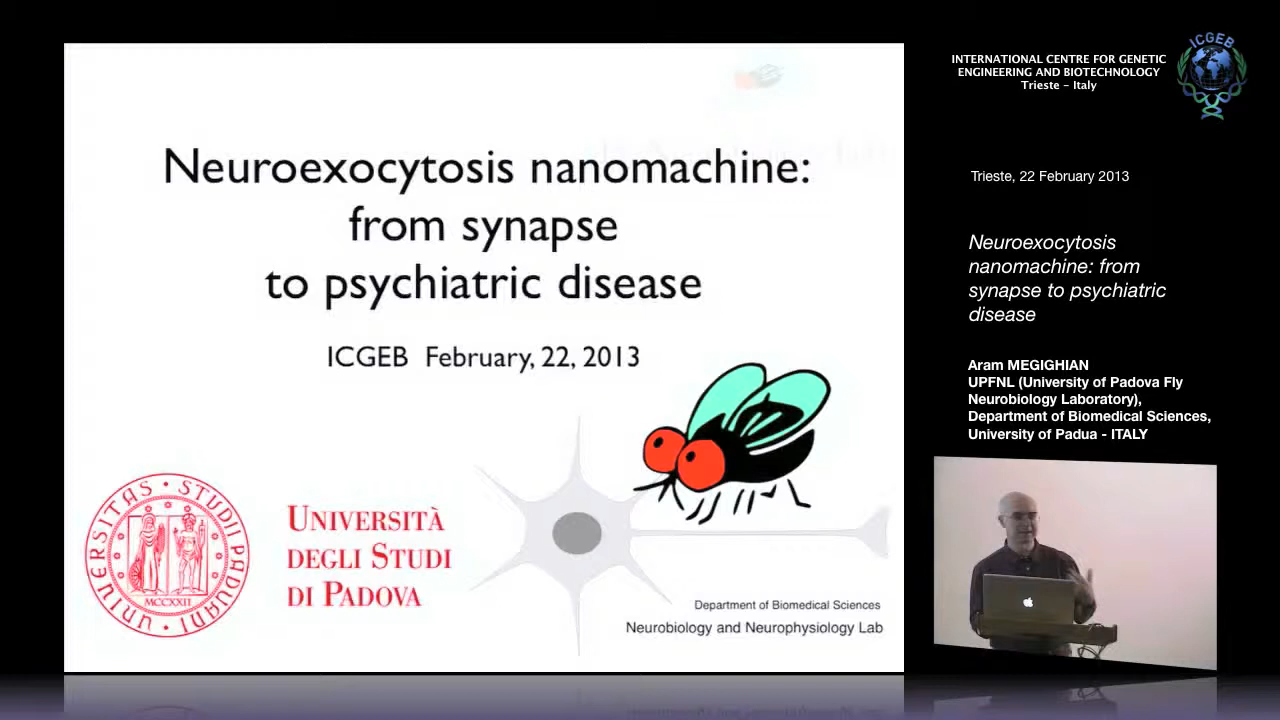 Neuroexocytosis nanomachine:
from synapse
to psychiatric disease
ICGEB February, 22, 2013
UNIVERSITAS STUDII PADUANI
MCCXXII
UNIVERSITÀ
DEGLI STUDI
DI PADOVA
Department of Biomedical Sciences
Neurobiology and Neurophysiology Lab
INTERNATIONAL CENTRE FOR GENETIC
ENGINEERING AND BIOTECHNOLOGY
Trieste - Italy
ICGEB
Trieste, 22 February 2013
Neuroexocytosis
nanomachine: from
synapse to psychiatric
disease
Aram MEGIGHIAN
UPFNL (University of Padova Fly
Neurobiology Laboratory),
Department of Biomedical Sciences,
University of Padua - ITALY